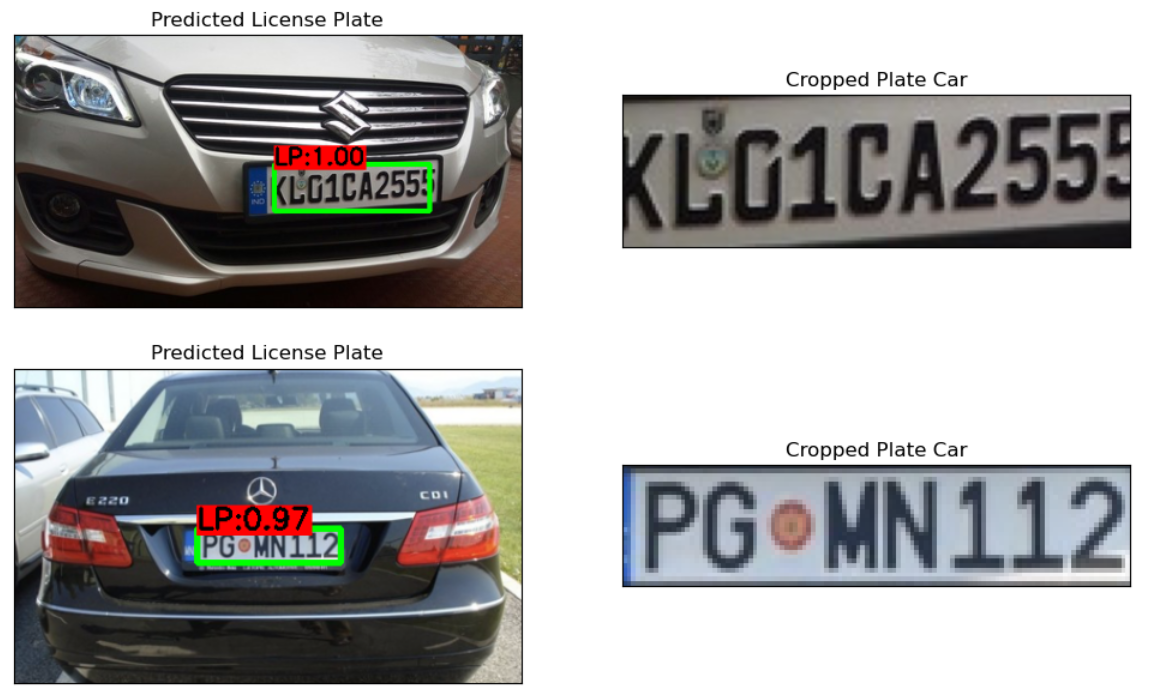 Predicted License Plate
LP:1.00
IND
KL01CA2555
Cropped Plate Car
KL01CA2555
Predicted License Plate
E220 CDI
LP:0.97
PG MN112
Cropped Plate Car
PG MN112